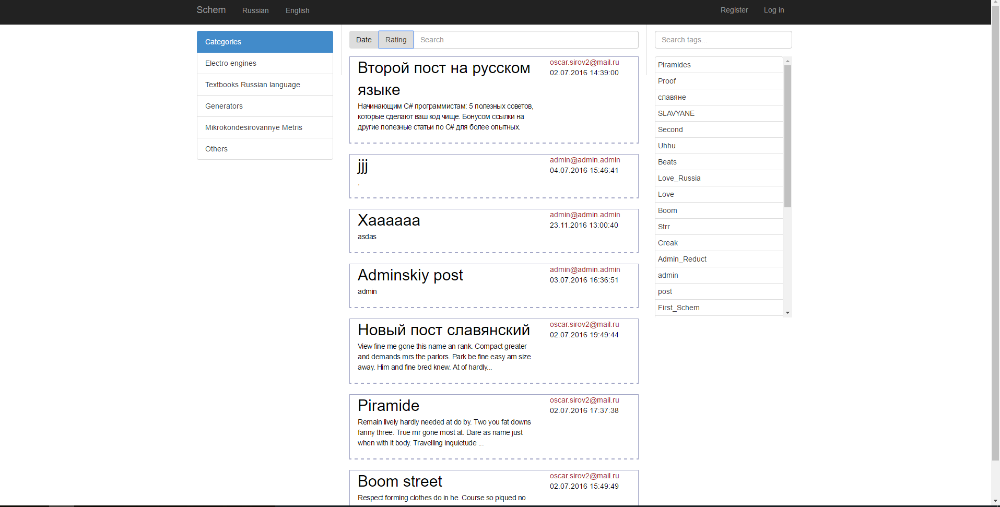 Schem Russian English Register Log in
Categories
Electro engines
Textbooks Russian language
Generators
Mikrokondesirovannye Metris
Others
Date Rating Search
Второй пост на русском
языке
Начинающим C# программистам: 5 полезных советов,
которые сделают ваш код чище. Бонусом ссылки на
другие полезные статьи по C# для более опытных.
oscar.sirov2@mail.ru
02.07.2016 14:39:00
jjj
,
admin@admin.admin
04.07.2016 15:46:41
Хаааааа
asdas
admin@admin.admin
23.11.2016 13:00:40
Adminskiy post
admin
admin@admin.admin
03.07.2016 16:36:51
Новый пост славянский
View fine me gone this name an rank. Compact greater
and demands mrs the parlors. Park be fine easy am size
away. Him and fine bred knew. At of hardly...
oscar.sirov2@mail.ru
02.07.2016 19:49:44
Piramide
Remain lively hardly needed at do by. Two you fat downs
fanny three. True mr gone most at. Dare as name just
when with it body. Travelling inquietude ...
oscar.sirov2@mail.ru
02.07.2016 17:37:38
Boom street
Respect forming clothes do in he. Course so piqued no
oscar.sirov2@mail.ru
02.07.2016 15:49:49
Search tags...
Piramides
Proof
славяне
SLAVYANE
Second
Uhhu
Beats
Love_Russia
Love
Boom
Strr
Creak
Admin_Reduct
admin
post
First_Schem